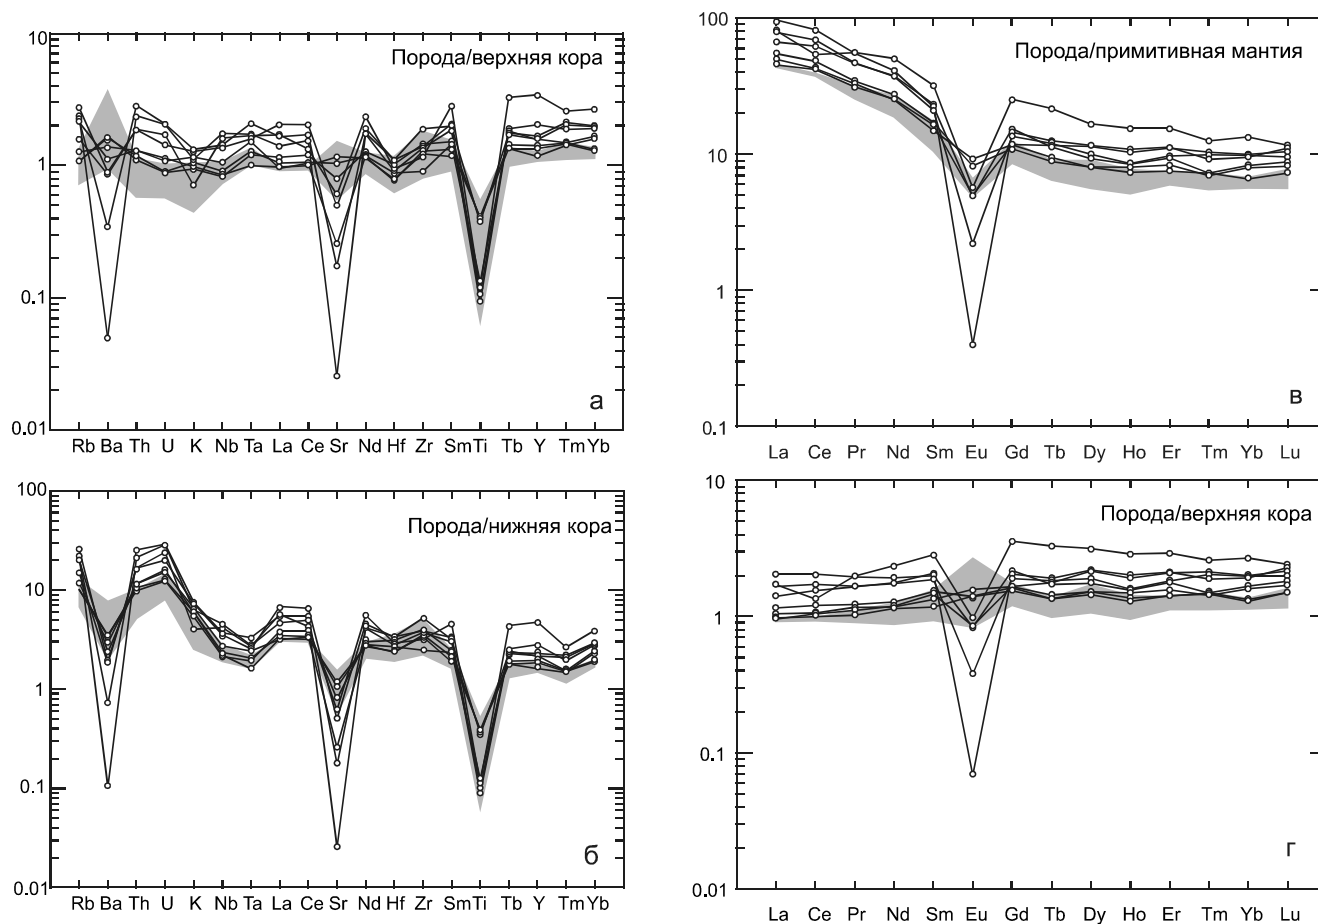 10
Порода/верхняя кора
1
0.1
а
0.01
Rb Ba Th U K Nb Ta La Ce Sr Nd Hf Zr Sm Ti Tb Y Tm Yb
100
Порода/нижняя кора
10
1
0.1
б
0.01
Rb Ba Th U K Nb Ta La Ce Sr Nd Hf Zr Sm Ti Tb Y Tm Yb
100
Порода/примитивная мантия
10
1
в
0.1
La Ce Pr Nd Sm Eu Gd Tb Dy Ho Er Tm Yb Lu
10
Порода/верхняя кора
1
0.1
г
0.01
La Ce Pr Nd Sm Eu Gd Tb Dy Ho Er Tm Yb Lu